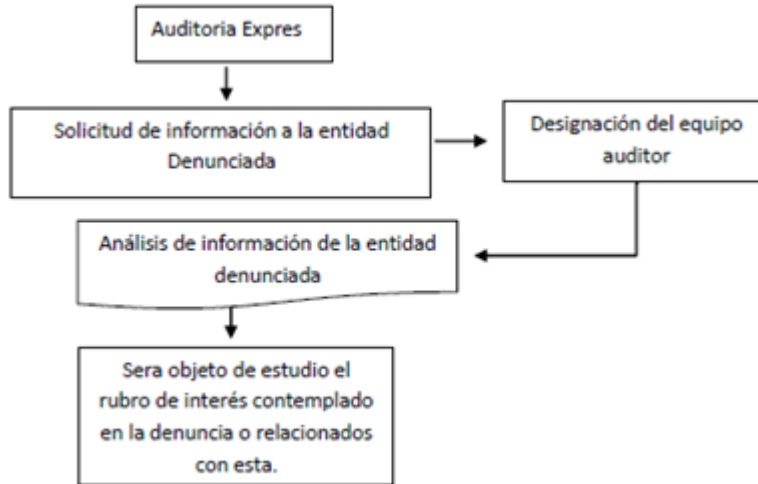 Auditoria Expres
Solicitud de información a la entidad
Denunciada
Designación del equipo
auditor
Análisis de información de la entidad
denunciada
Sera objeto de estudio el
rubro de interés contemplado
en la denuncia o relacionados
con esta.